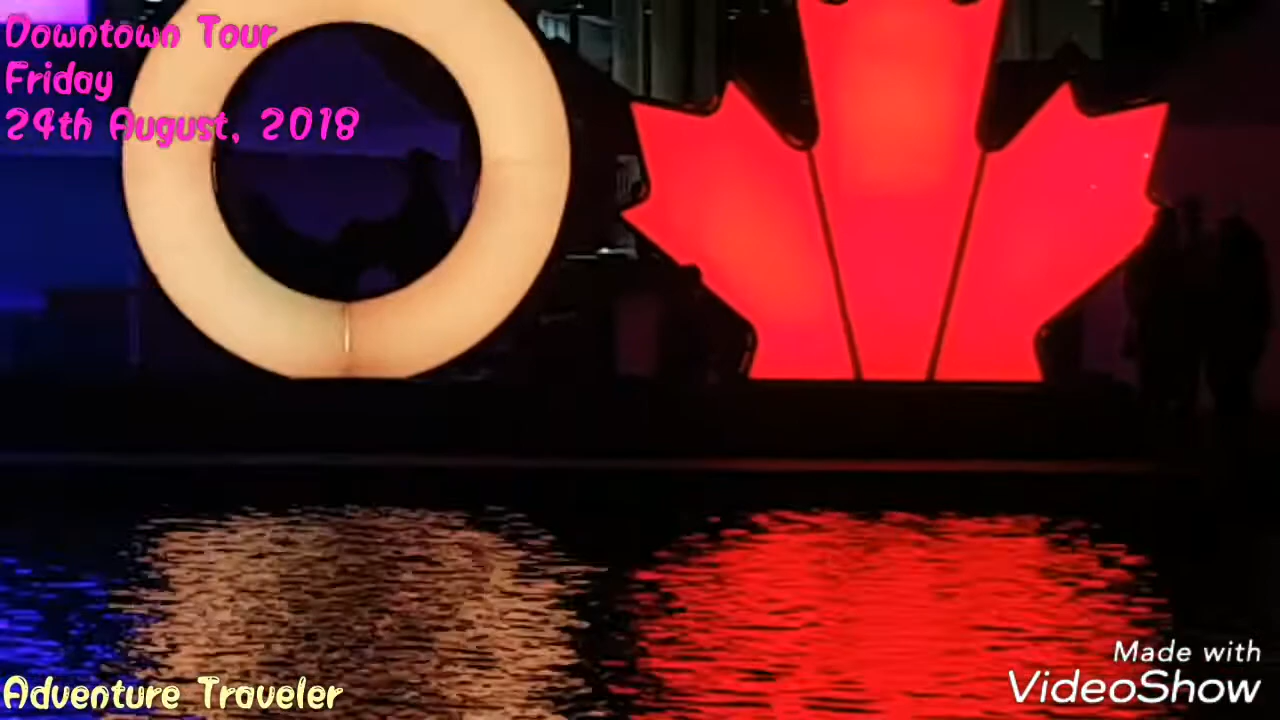 Downtown Tour
Friday
24th August, 2018
O
Made with
VideoShow
Adventure Traveler